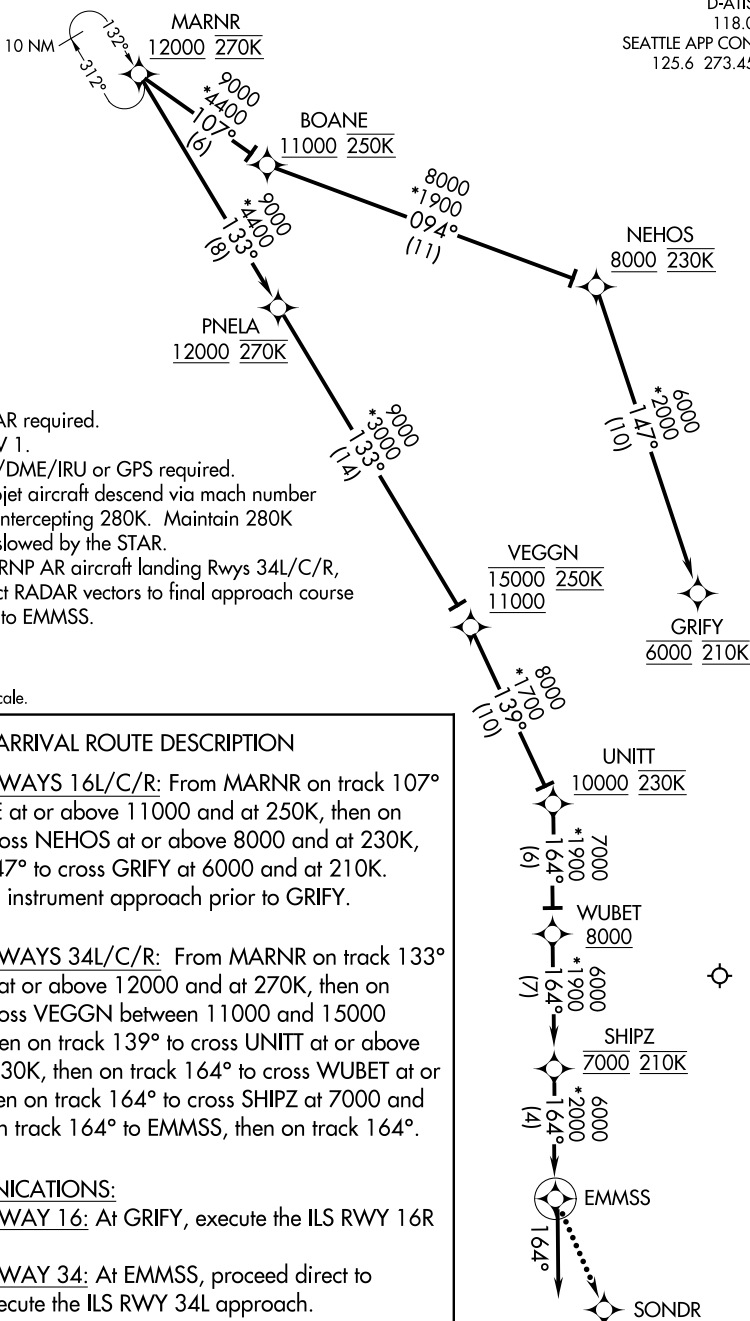 D-ATIS
118.0
SEATTLE APP CON
125.6 273.45
MARNR
12000 270K
10 NM
132°
312°
9000
*4400
107°
(6)
BOANE
11000 250K
8000
*1900
094°
(11)
NEHOS
8000 230K
9000
*4400
133°
(8)
PNELA
12000 270K
6000
*2000
147°
(10)
GRIFY
6000 210K
9000
*3000
133°
(14)
VEGGN
15000 250K
11000
8000
*1700
139°
(10)
UNITT
10000 230K
7000
*1900
164°
(6)
WUBET
8000
6000
*1900
164°
(7)
SHIPZ
7000 210K
6000
*2000
164°
(4)
EMMSS
164°
SONDR
AR required.
1.
/DME/IRU or GPS required.
ojet aircraft descend via mach number
intercepting 280K. Maintain 280K
slowed by the STAR.
RNP AR aircraft landing Rwys 34L/C/R,
ct RADAR vectors to final approach course
to EMMSS.
cale.
ARRIVAL ROUTE DESCRIPTION
WAYS 16L/C/R: From MARNR on track 107°
E at or above 11000 and at 250K, then on
oss NEHOS at or above 8000 and at 230K,
47° to cross GRIFY at 6000 and at 210K.
instrument approach prior to GRIFY.
WAYS 34L/C/R: From MARNR on track 133°
at or above 12000 and at 270K, then on
oss VEGGN between 11000 and 15000
en on track 139° to cross UNITT at or above
30K, then on track 164° to cross WUBET at or
en on track 164° to cross SHIPZ at 7000 and
n track 164° to EMMSS, then on track 164°.
NICATIONS:
WAY 16: At GRIFY, execute the ILS RWY 16R
WAY 34: At EMMSS, proceed direct to
ecute the ILS RWY 34L approach.